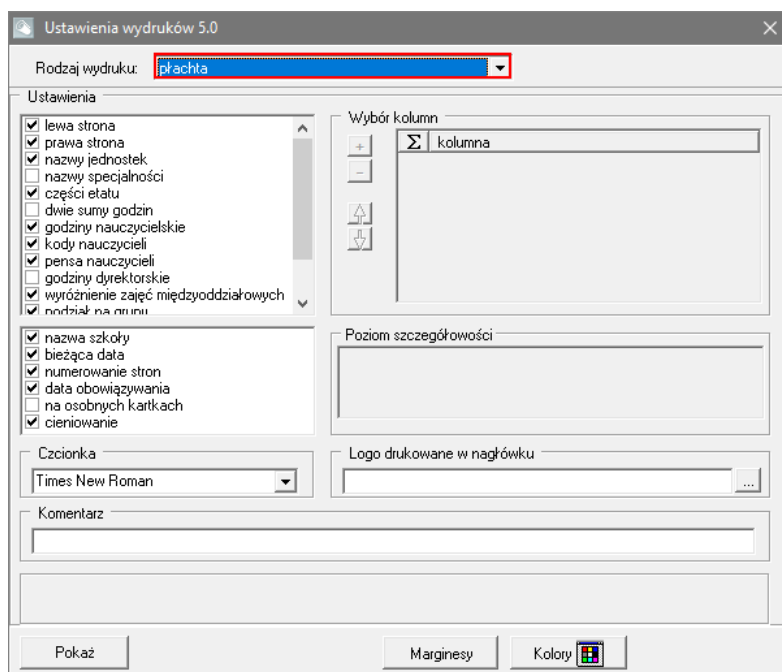 Ustawienia wydruków 5.0
Rodzaj wydruku: płachta
Ustawienia
lewa strona
prawa strona
nazwy jednostek
nazwy specjalności
części etatu
dwie sumy godzin
godziny nauczycielskie
kody nauczycieli
pensa nauczycieli
godziny dyrektorskie
wyróżnienie zajęć międzyoddziałowych
podział na grupy
nazwa szkoły
bieżąca data
numerowanie stron
data obowiązywania
na osobnych kartkach
cieniowanie
Wybór kolumn
+
Σ kolumna
-
Poziom szczegółowości
Czcionka
Times New Roman
Logo drukowane w nagłówku
...
Komentarz
Pokaż
Marginesy
Kolory